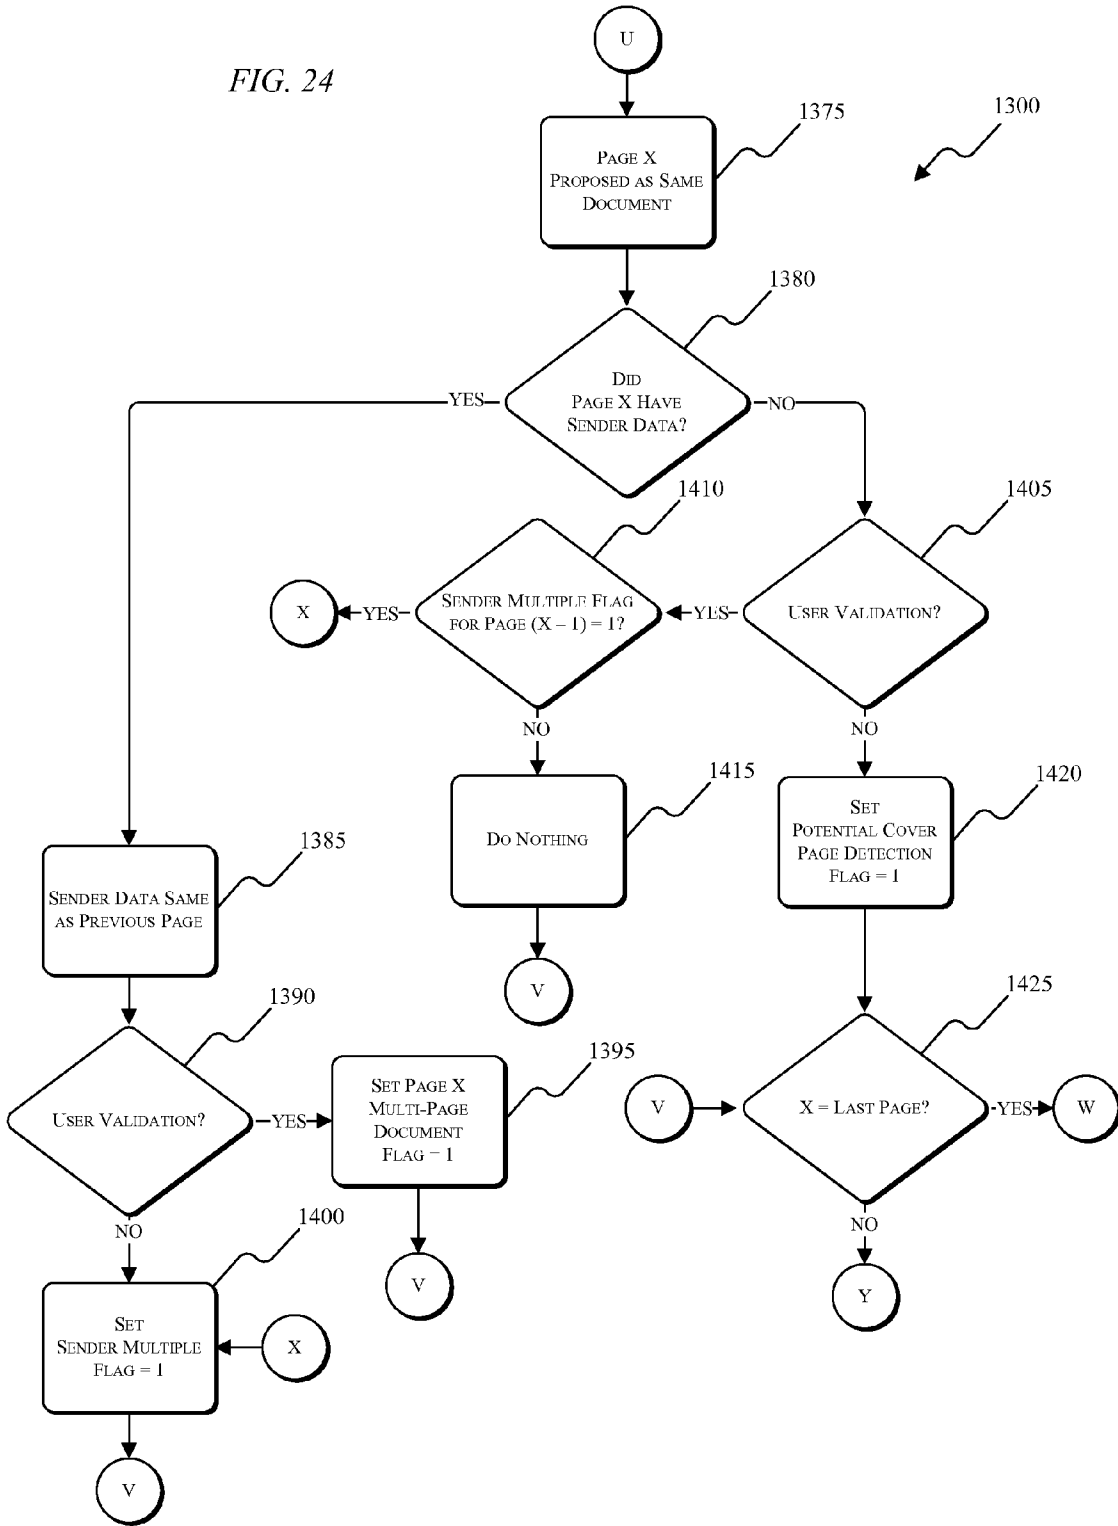 U
FIG. 24
1300
1375
PAGE X
PROPOSED AS SAME
DOCUMENT
1380
DID
PAGE X HAVE
SENDER DATA?
YES
NO
1410
1405
X
YES
SENDER MULTIPLE FLAG
FOR PAGE (X – 1) = 1?
YES
USER VALIDATION?
NO
NO
1415
1420
DO NOTHING
SET
POTENTIAL COVER
PAGE DETECTION
FLAG = 1
1385
SENDER DATA SAME
AS PREVIOUS PAGE
V
1390
1425
USER VALIDATION?
YES
1395
SET PAGE X
MULTI-PAGE
DOCUMENT
FLAG = 1
V
X = LAST PAGE?
YES
W
NO
NO
1400
V
Y
SET
SENDER MULTIPLE
FLAG = 1
X
V